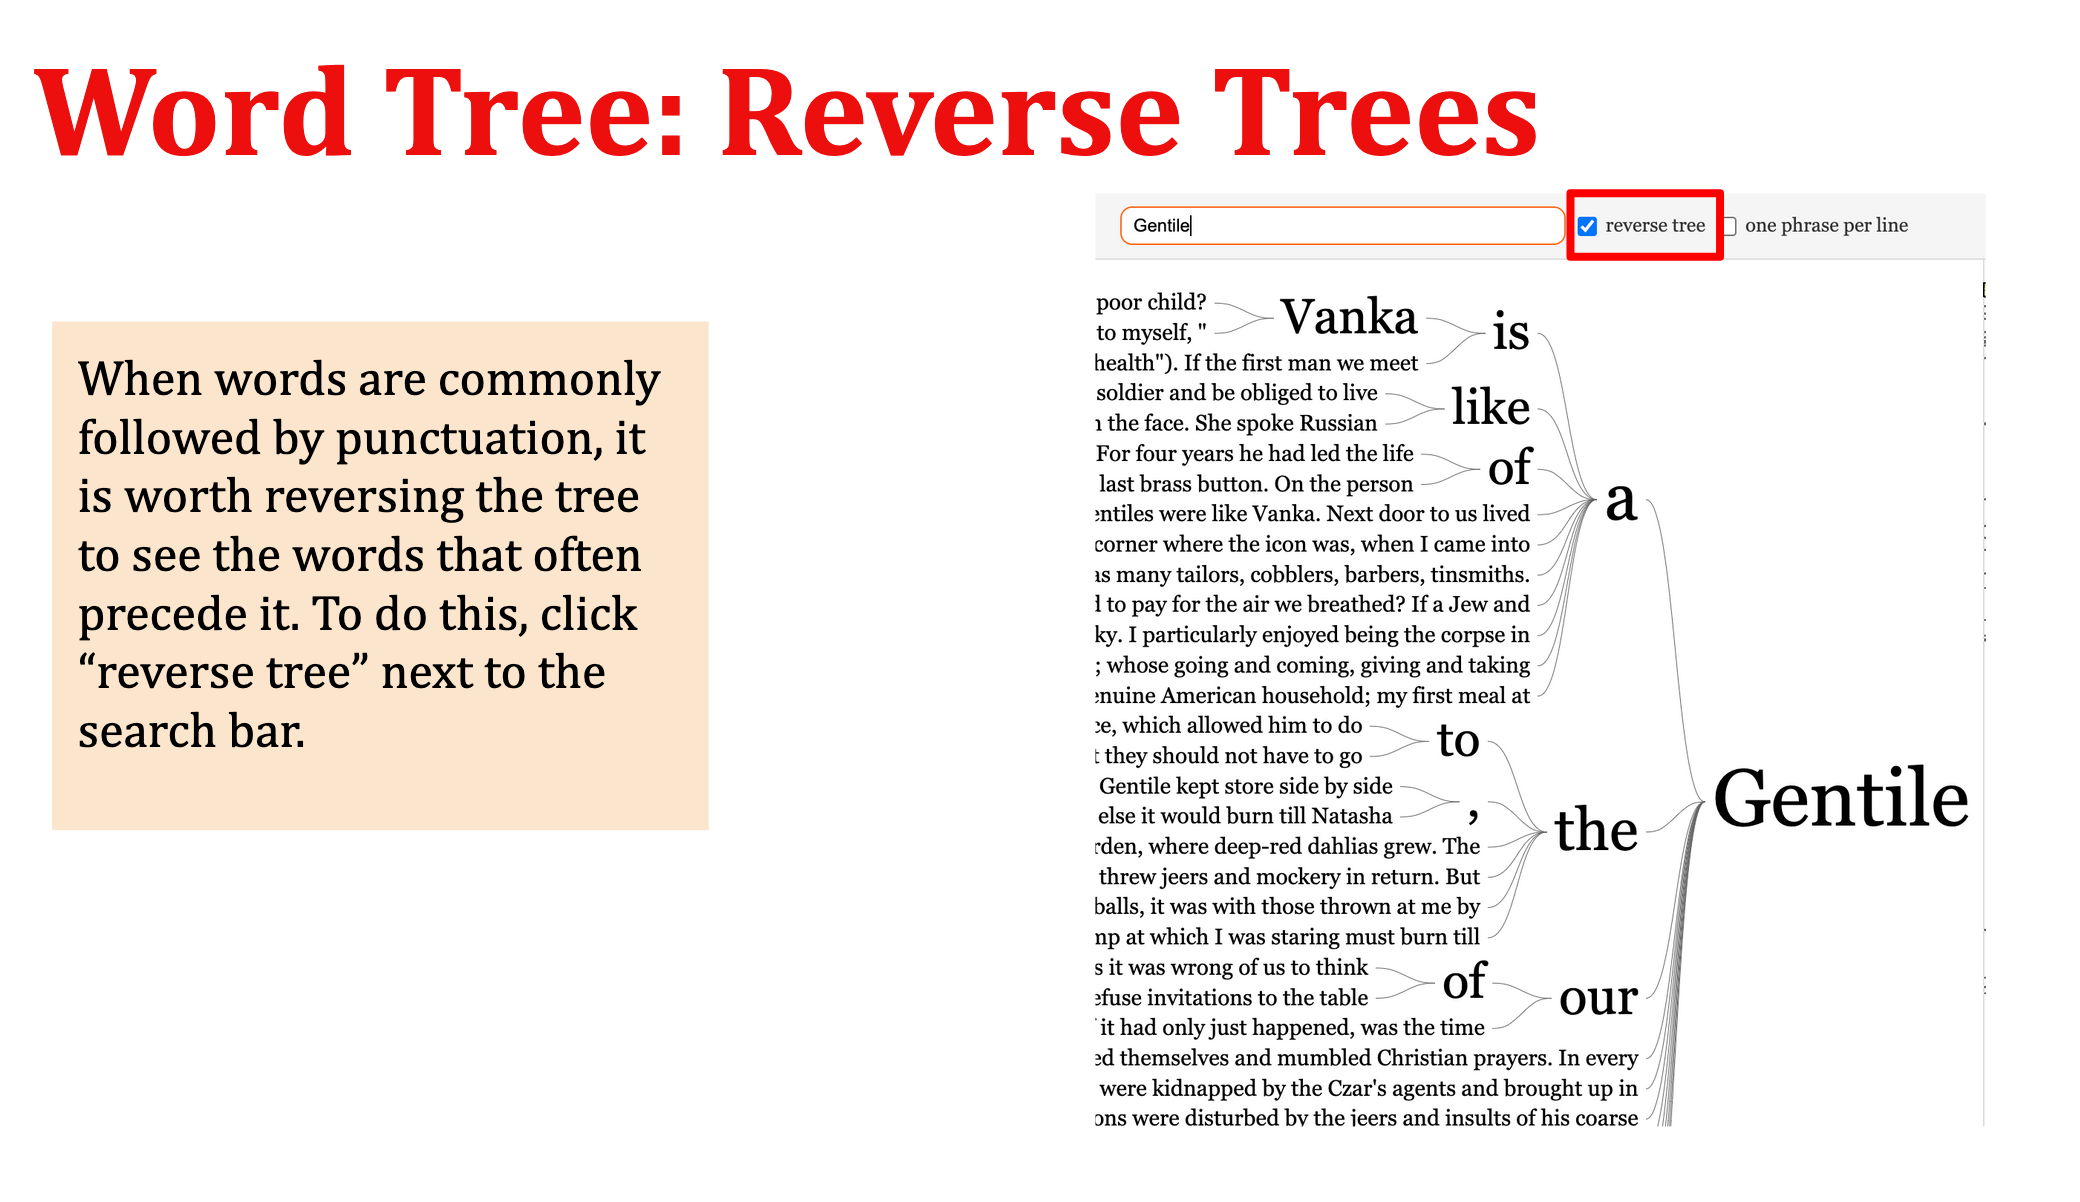 Word Tree: Reverse Trees
When words are commonly
followed by punctuation, it
is worth reversing the tree
to see the words that often
precede it. To do this, click
“reverse tree” next to the
search bar.
Gentile
reverse tree
one phrase per line
poor child?
to myself, "
Vanka
is
health"). If the first man we meet
soldier and be obliged to live
the face. She spoke Russian
like
For four years he had led the life
last brass button. On the person
of
were like Vanka. Next door to us lived
corner where the icon was, when I came into
as many tailors, cobblers, barbers, tinsmiths.
to pay for the air we breathed? If a Jew and
I particularly enjoyed being the corpse in
; whose going and coming, giving and taking
American household; my first meal at
a
which allowed him to do
they should not have to go
to
Gentile kept store side by side
else it would burn till Natasha
,
where deep-red dahlias grew. The
threw jeers and mockery in return. But
balls, it was with those thrown at me by
at which I was staring must burn till
the
Gentile
s it was wrong of us to think
efuse invitations to the table
of
it had only just happened, was the time
our
ed themselves and mumbled Christian prayers. In every
were kidnapped by the Czar's agents and brought up in
ons were disturbed by the jeers and insults of his coarse